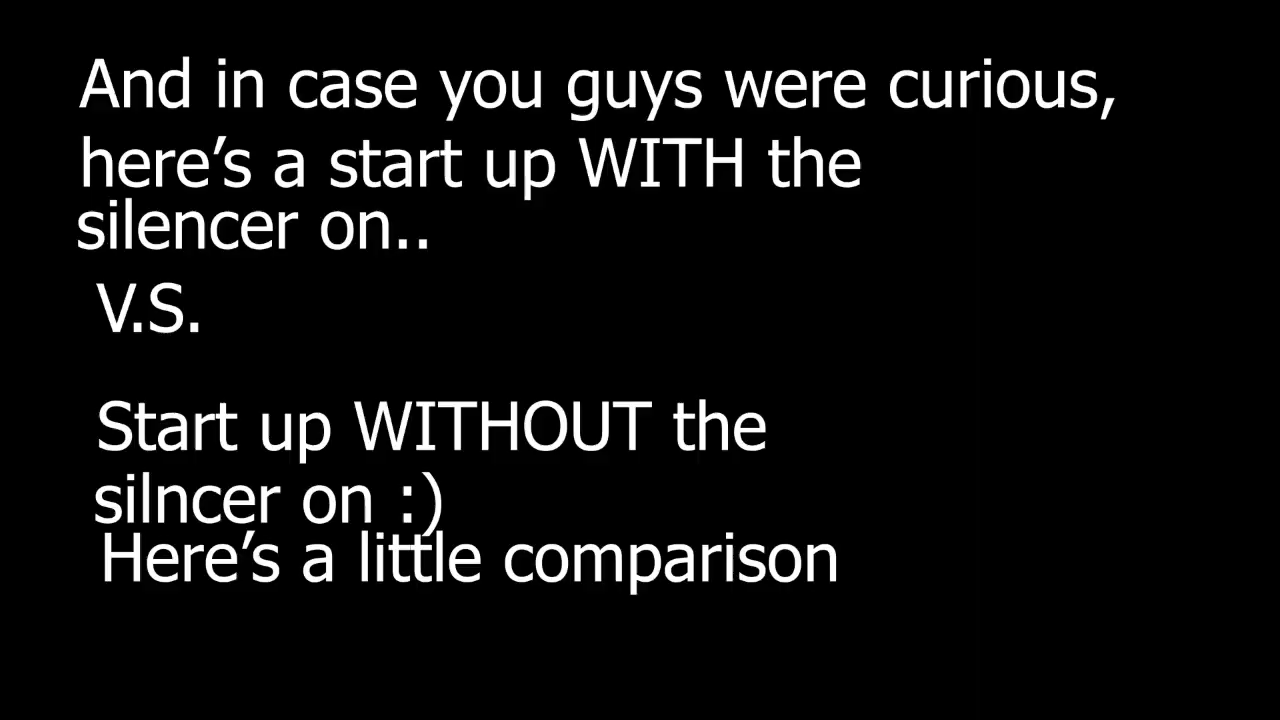 And in case you guys were curious,
here’s a start up WITH the
silencer on..
V.S.
Start up WITHOUT the
silncer on :)
Here’s a little comparison